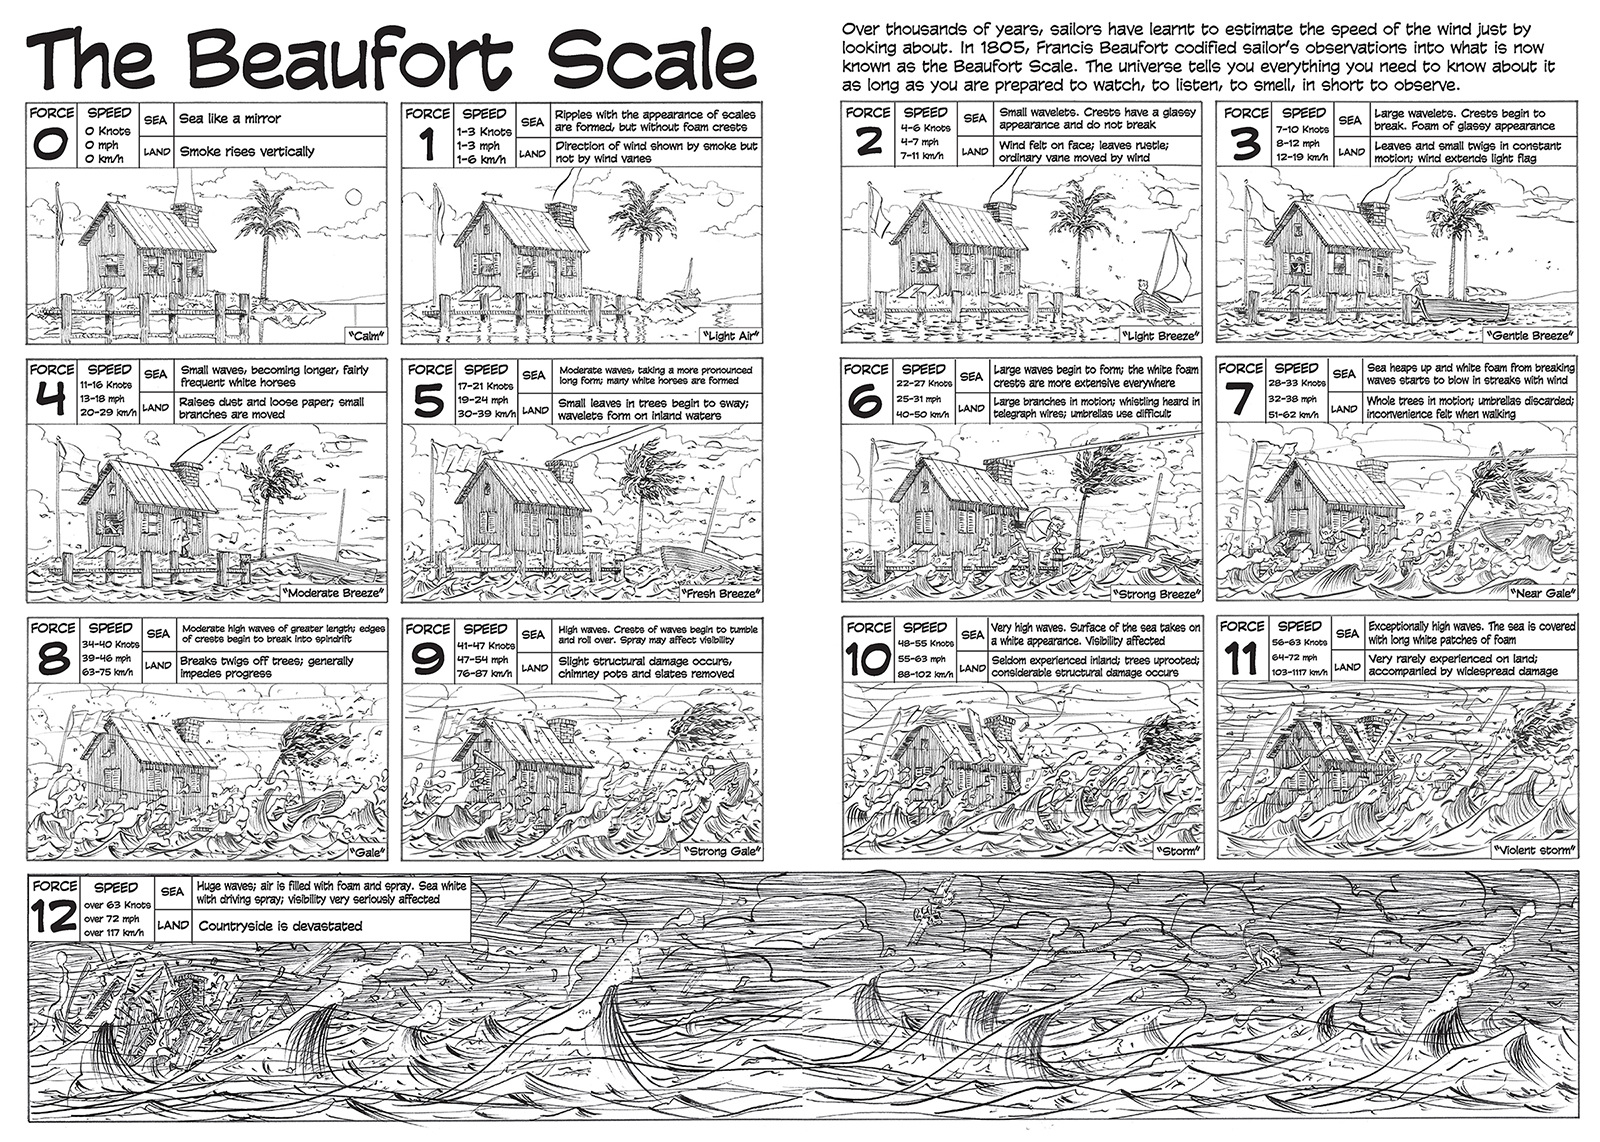 The Beaufort Scale
Over thousands of years, sailors have learnt to estimate the speed of the wind just by
looking about. In 1805, Francis Beaufort codified sailor's observations into what is now
known as the Beaufort Scale. The universe tells you everything you need to know about it
as long as you are prepared to watch, to listen, to smell, in short to observe.
FORCE
0
SPEED
0 Knots
0 mph
0 km/h
SEA
Sea like a mirror
LAND
Smoke rises vertically
"Calm"
FORCE
1
SPEED
1-3 Knots
1-3 mph
1-6 km/h
SEA
Ripples with the appearance of scales
are formed, but without foam crests
LAND
Direction of wind shown by smoke but
not by wind vanes
"Light Air"
FORCE
2
SPEED
4-6 Knots
4-7 mph
7-11 km/h
SEA
Small wavelets. Crests have a glassy
appearance and do not break
LAND
Wind felt on face; leaves rustle;
ordinary vane moved by wind
"Light Breeze"
FORCE
3
SPEED
7-10 Knots
8-12 mph
12-19 km/h
SEA
Large wavelets. Crests begin to
break. Foam of glassy appearance
LAND
Leaves and small twigs in constant
motion; wind extends light flag
"Gentle Breeze"
FORCE
4
SPEED
11-16 Knots
13-18 mph
20-29 km/h
SEA
Small waves, becoming longer, fairly
frequent white horses
LAND
Raises dust and loose paper; small
branches are moved
"Moderate Breeze"
FORCE
5
SPEED
17-21 Knots
19-24 mph
30-39 km/h
SEA
Moderate waves, taking a more pronounced
long form; many white horses are formed
LAND
Small leaves in trees begin to sway;
wavelets form on inland waters
"Fresh Breeze"
FORCE
6
SPEED
22-27 Knots
25-31 mph
40-50 km/h
SEA
Large waves begin to form; the white foam
crests are more extensive everywhere
LAND
Large branches in motion; whistling heard in
telegraph wires; umbrellas use difficult
"Strong Breeze"
FORCE
7
SPEED
28-33 Knots
32-38 mph
51-62 km/h
SEA
Sea heaps up and white foam from breaking
waves starts to blow in streaks with wind
LAND
Whole trees in motion; umbrellas discarded;
inconvenience felt when walking
"Near Gale"
FORCE
8
SPEED
34-40 Knots
39-46 mph
63-75 km/h
SEA
Moderate high waves of greater length; edges
of crests begin to break into spindrift
LAND
Breaks twigs off trees; generally
impedes progress
"Gale"
FORCE
9
SPEED
41-47 Knots
47-54 mph
76-87 km/h
SEA
High waves. Crests of waves begin to tumble
and roll over. Spray may affect visibility
LAND
Slight structural damage occurs,
chimney pots and slates removed
"Strong Gale"
FORCE
10
SPEED
48-55 Knots
55-63 mph
88-102 km/h
SEA
Very high waves. Surface of the sea takes on
a white appearance. Visibility affected
LAND
Seldom experienced inland; trees uprooted;
considerable structural damage occurs
"Storm"
FORCE
11
SPEED
56-63 Knots
64-72 mph
103-1117 km/h
SEA
Exceptionally high waves. The sea is covered
with long white patches of foam
LAND
Very rarely experienced on land;
accompanied by widespread damage
"Violent storm"
FORCE
12
SPEED
over 63 Knots
over 72 mph
over 117 km/h
SEA
Huge waves; air is filled with foam and spray. Sea white
with driving spray; visibility very seriously affected
LAND
Countryside is devastated